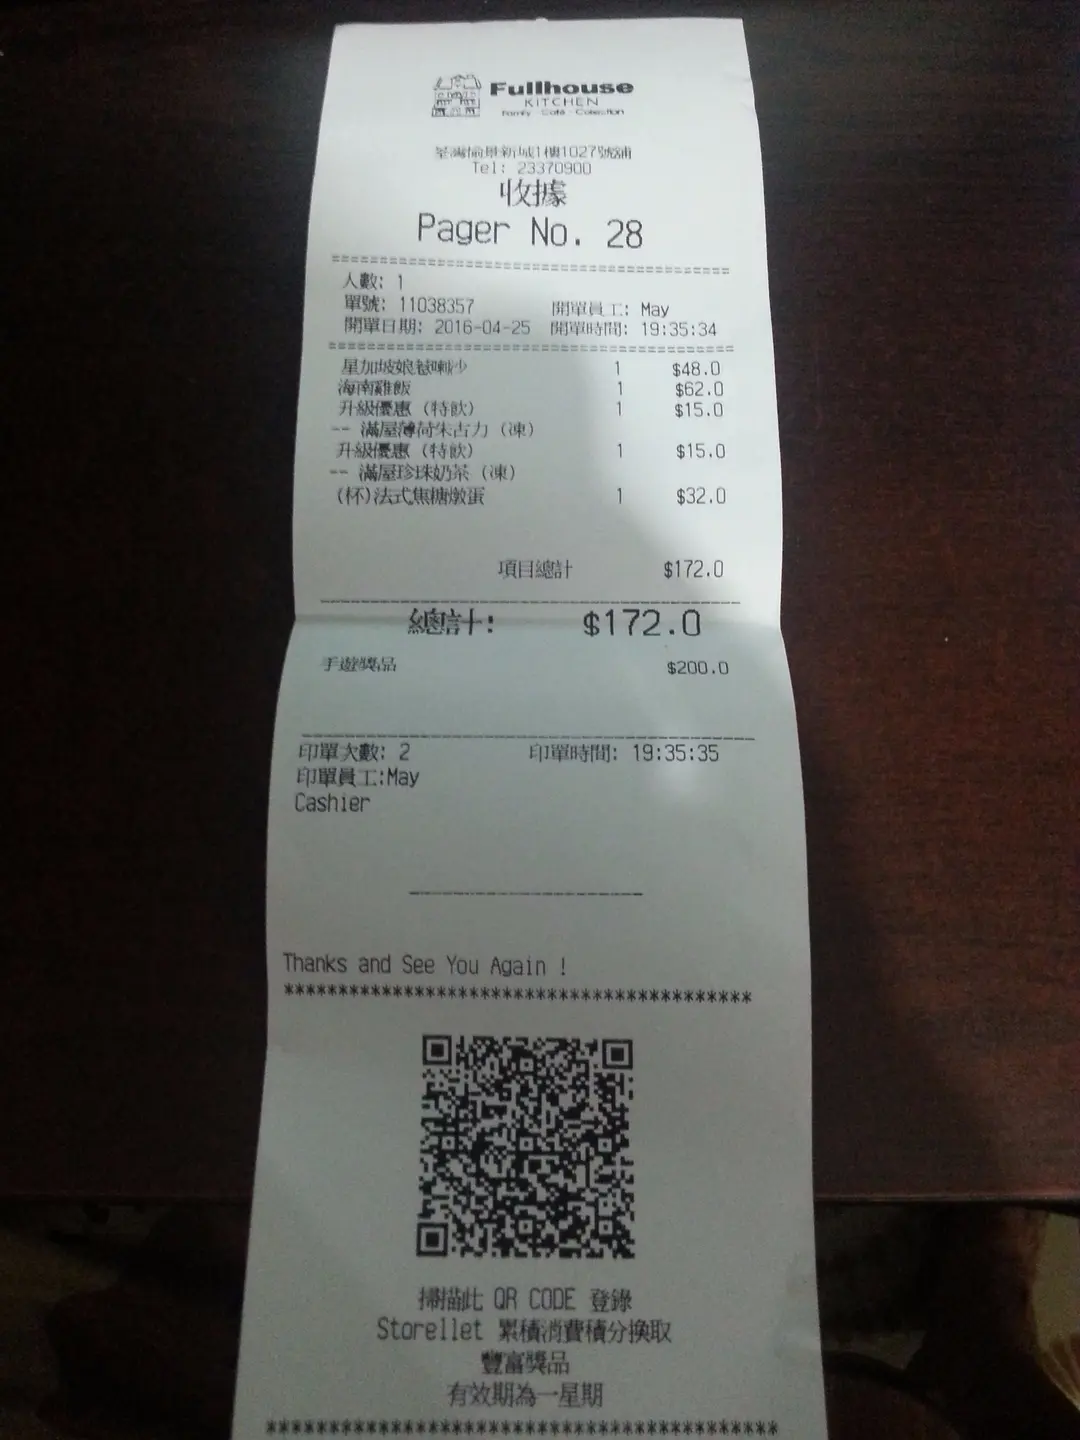 Fullhouse
KITCHEN
Family · Café · Collection
荃灣愉景新城1樓1027號舖
Tel: 23370900
收據
Pager No. 28
人數: 1
單號: 11038357 開單員工: May
開單日期: 2016-04-25 開單時間: 19:35:34
星加坡娘惹喇沙 1 $48.0
海南雞飯 1 $62.0
升級優惠 (特飲) 1 $15.0
-- 滿屋薄荷朱古力 (凍)
升級優惠 (特飲) 1 $15.0
-- 滿屋珍珠奶茶 (凍)
(杯)法式焦糖燉蛋 1 $32.0
項目總計 $172.0
總計: $172.0
手遊獎品 $200.0
印單次數: 2 印單時間: 19:35:35
印單員工:May
Cashier
Thanks and See You Again !
掃描此 QR CODE 登錄
Storellet 累積消費積分換取
豐富獎品
有效期為一星期